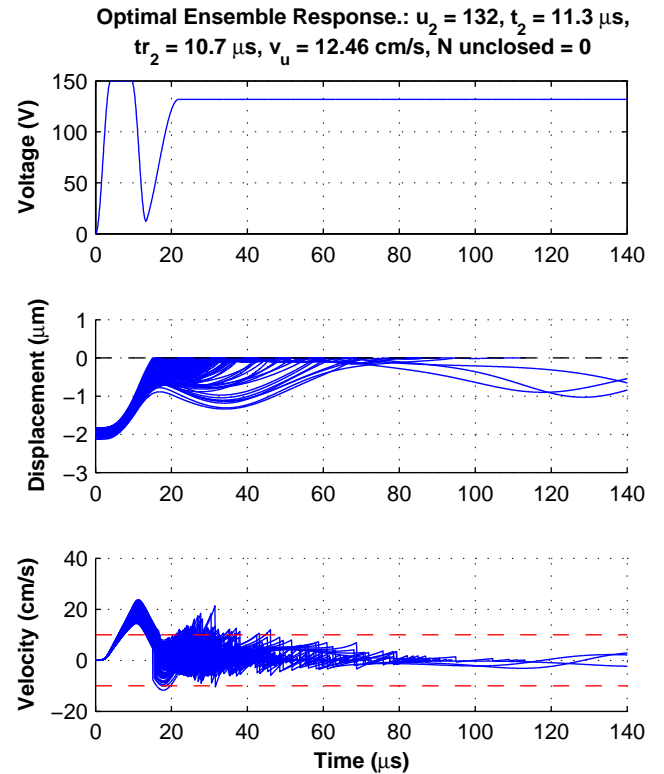 Optimal Ensemble Response.: u2 = 132, t2 = 11.3 μs,
tr2 = 10.7 μs, vu = 12.46 cm/s, N unclosed = 0
150
100
50
0
Voltage (V)
0 20 40 60 80 100 120 140
1
0
−1
−2
−3
Displacement (μm)
0 20 40 60 80 100 120 140
40
20
0
−20
Velocity (cm/s)
0 20 40 60 80 100 120 140
Time (μs)